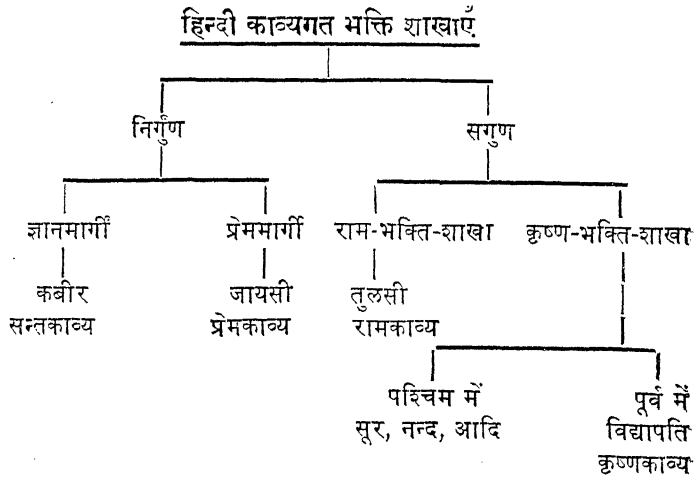 हिन्दी काव्यगत भक्ति शाखाएँ
निर्गुण
सगुण
ज्ञानमार्गी
प्रेममार्गी
राम-भक्ति-शाखा
कृष्ण-भक्ति-शाखा
कबीर
सन्तकाव्य
जायसी
प्रेमकाव्य
तुलसी
रामकाव्य
पश्चिम में
सूर, नन्द, आदि
पूर्व में
विद्यापति
कृष्णकाव्य